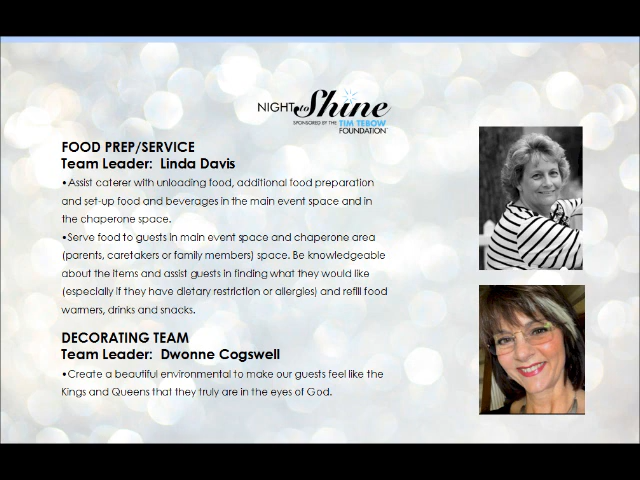 NIGHT to Shine
SPONSORED BY THE TIM TEBOW
FOUNDATION
FOOD PREP/SERVICE
Team Leader: Linda Davis
•Assist caterer with unloading food, additional food preparation
and set-up food and beverages in the main event space and in
the chaperone space.
•Serve food to guests in main event space and chaperone area
(parents, caretakers or family members) space. Be knowledgeable
about the items and assist guests in finding what they would like
(especially if they have dietary restriction or allergies) and refill food
warmers, drinks and snacks.
DECORATING TEAM
Team Leader: Dwonne Cogswell
•Create a beautiful environmental to make our guests feel like the
Kings and Queens that they truly are in the eyes of God.